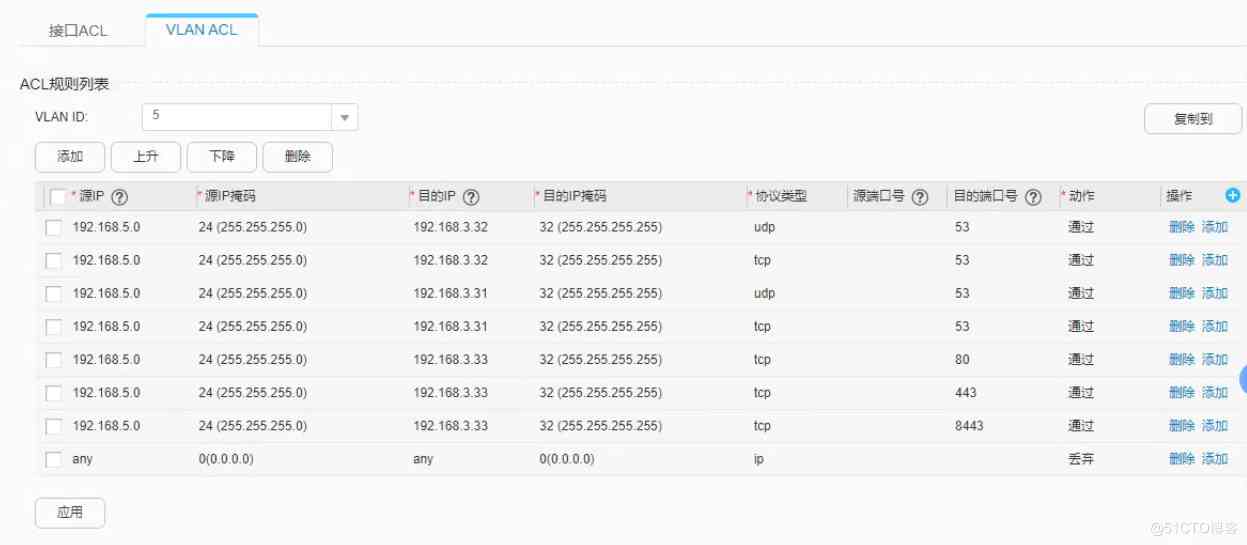 接口ACL VLAN ACL
ACL规则列表
VLAN ID: 5 复制到
添加 上升 下降 删除
* 源IP ? * 源IP掩码 * 目的IP ? * 目的IP掩码 * 协议类型 源端口号 ? 目的端口号 ? * 动作 操作
192.168.5.0 24 (255.255.255.0) 192.168.3.32 32 (255.255.255.255) udp 53 通过 删除 添加
192.168.5.0 24 (255.255.255.0) 192.168.3.32 32 (255.255.255.255) tcp 53 通过 删除 添加
192.168.5.0 24 (255.255.255.0) 192.168.3.31 32 (255.255.255.255) udp 53 通过 删除 添加
192.168.5.0 24 (255.255.255.0) 192.168.3.31 32 (255.255.255.255) tcp 53 通过 删除 添加
192.168.5.0 24 (255.255.255.0) 192.168.3.33 32 (255.255.255.255) tcp 80 通过 删除 添加
192.168.5.0 24 (255.255.255.0) 192.168.3.33 32 (255.255.255.255) tcp 443 通过 删除 添加
192.168.5.0 24 (255.255.255.0) 192.168.3.33 32 (255.255.255.255) tcp 8443 通过 删除 添加
any 0(0.0.0.0) any 0(0.0.0.0) ip 丢弃 删除 添加
应用
@51CTO博客